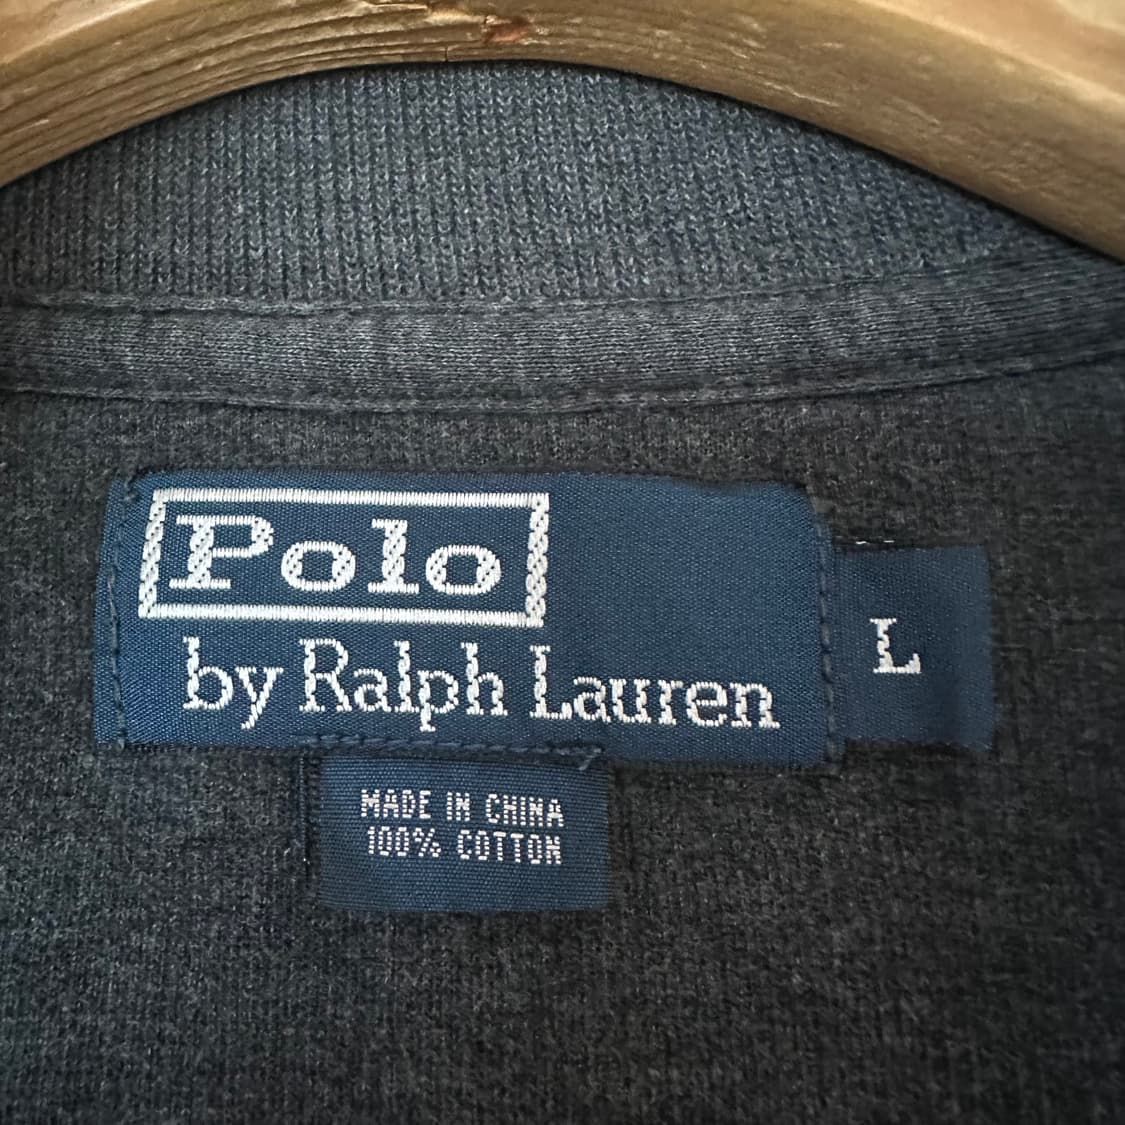 Polo
by Ralph Lauren
L
MADE IN CHINA
100% COTTON